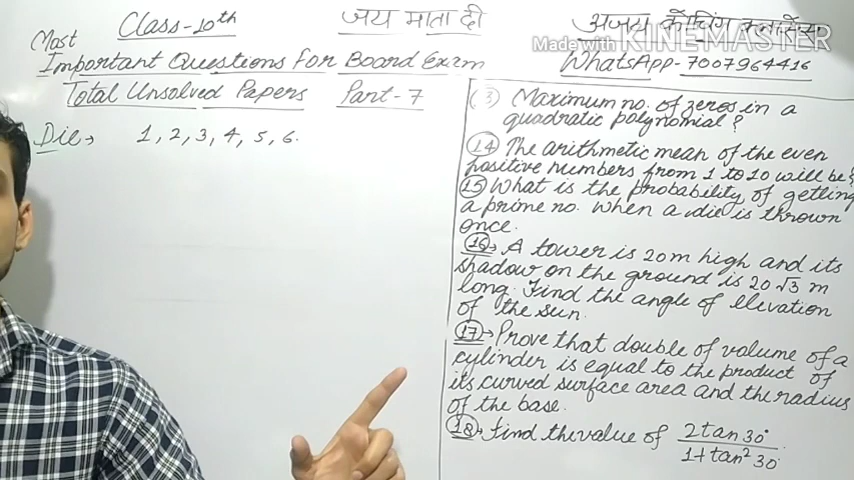 Class-10th
जय माता दी
अजय कोचिंग क्लासेस
Made with KINEMASTER
Most
Important Questions for Board Exam
WhatsApp-7007964416
Total Unsolved Papers Part-7
Die→ 1, 2, 3, 4, 5, 6.
3) Maximum no. of zeros in a
quadratic polynomial?
14 The arithmetic mean of the even
positive numbers from 1 to 10 will be?
15 What is the probability of getting
a prime no. when a die is thrown
once.
16→ A tower is 20m high and its
shadow on the ground is 20√3 m
long. Find the angle of elevation
of the sun.
17→ Prove that double of volume of a
cylinder is equal to the product of
its curved surface area and the radius
of the base.
18→ Find the value of 2tan30°
1+tan²30°